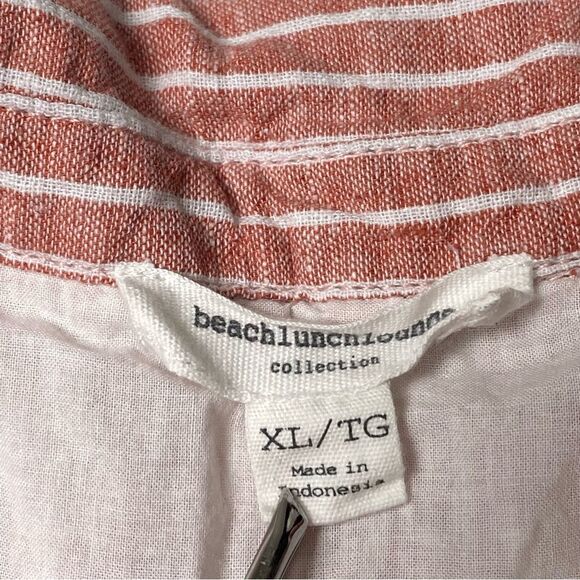 beachlunchlounge
collection
XL/TG
Made in
Indonesia